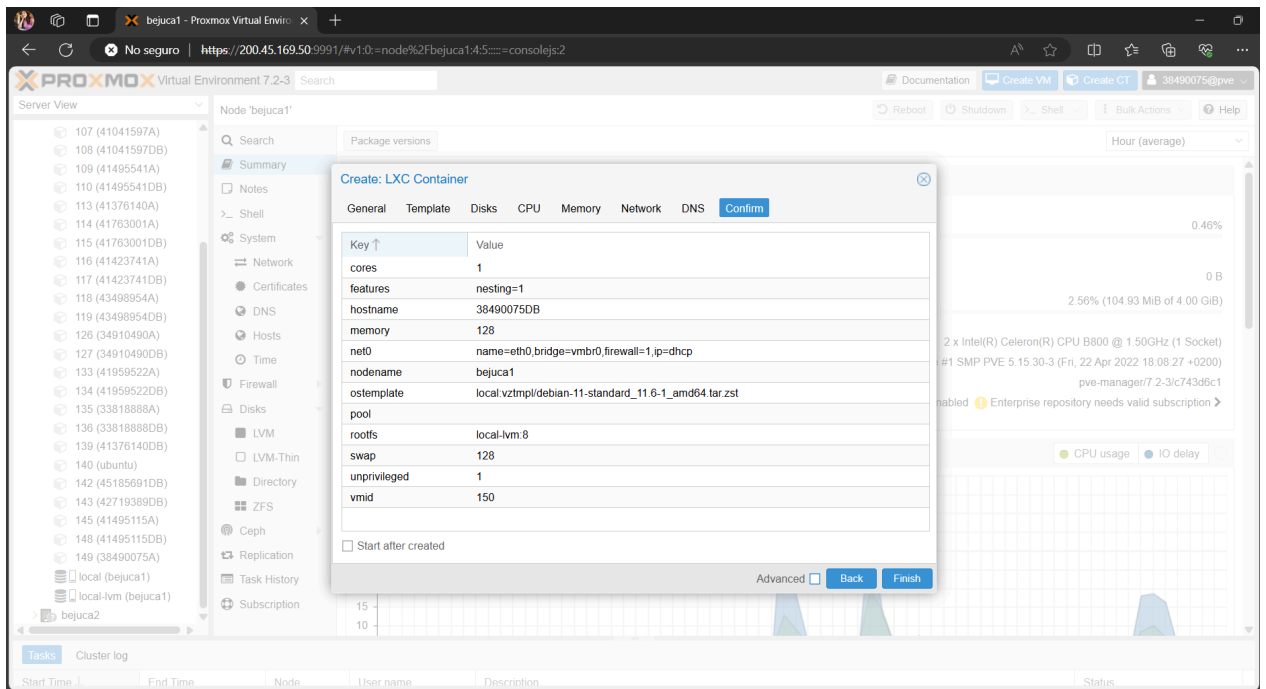 bejuca1 - Proxmox Virtual Enviro
No seguro https://200.45.169.50:9991/#v1:0:=node%2Fbejuca1:4:5:::::=consolejs:2
PROXMOX Virtual Environment 7.2-3 Search Documentation Create VM Create CT 38490075@pve
Server View
Node 'bejuca1' Reboot Shutdown Shell Bulk Actions Help
107 (41041597A)
108 (41041597DB)
109 (41495541A)
110 (41495541DB)
113 (41376140A)
114 (41763001A)
115 (41763001DB)
116 (41423741A)
117 (41423741DB)
118 (43498954A)
119 (43498954DB)
126 (34910490A)
127 (34910490DB)
133 (41959522A)
134 (41959522DB)
135 (33818888A)
136 (33818888DB)
139 (41376140DB)
140 (ubuntu)
142 (45185691DB)
143 (42719389DB)
145 (41495115A)
148 (41495115DB)
149 (38490075A)
local (bejuca1)
local-lvm (bejuca1)
bejuca2
Search
Summary
Notes
Shell
System
Network
Certificates
DNS
Hosts
Time
Firewall
Disks
LVM
LVM-Thin
Directory
ZFS
Ceph
Replication
Task History
Subscription
Package versions Hour (average)
Create: LXC Container
General Template Disks CPU Memory Network DNS Confirm
Key Value
cores 1
features nesting=1
hostname 38490075DB
memory 128
net0 name=eth0,bridge=vmbr0,firewall=1,ip=dhcp
nodename bejuca1
ostemplate local:vztmpl/debian-11-standard_11.6-1_amd64.tar.zst
pool
rootfs local-lvm:8
swap 128
unprivileged 1
vmid 150
Start after created
Advanced Back Finish
0.46%
0 B
2.56% (104.93 MiB of 4.00 GiB)
2 x Intel(R) Celeron(R) CPU B800 @ 1.50GHz (1 Socket)
#1 SMP PVE 5.15.30-3 (Fri, 22 Apr 2022 18:08:27 +0200)
pve-manager/7.2-3/c743d6c1
Enterprise repository needs valid subscription
CPU usage IO delay
15
10
Tasks Cluster log
Start Time End Time Node User name Description Status